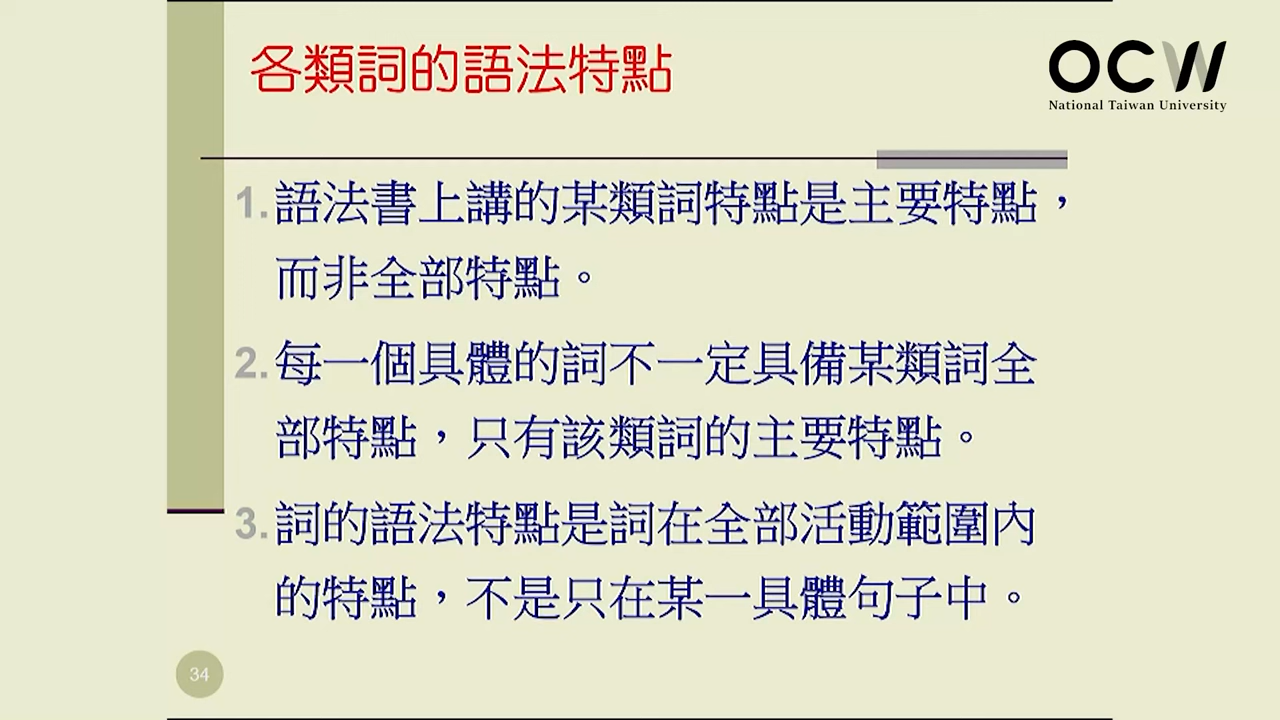 各類詞的語法特點
OCW
National Taiwan University
1. 語法書上講的某類詞特點是主要特點，
而非全部特點。
2. 每一個具體的詞不一定具備某類詞全
部特點，只有該類詞的主要特點。
3. 詞的語法特點是詞在全部活動範圍內
的特點，不是只在某一具體句子中。
34